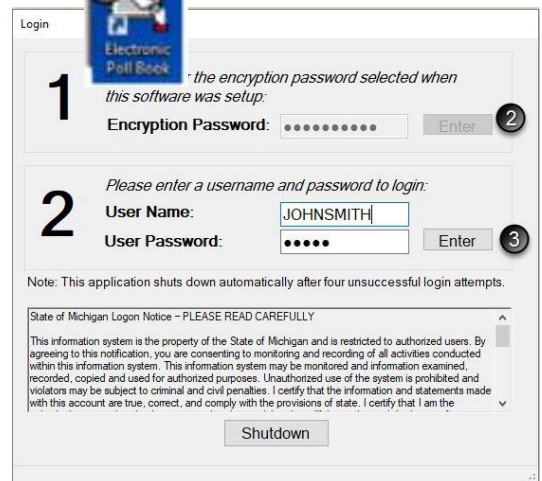 Login
Electronic
Poll Book
1
the encryption password selected when
this software was setup:
Encryption Password:
Enter
2
2
Please enter a username and password to login:
User Name:
JOHNSMITH
User Password:
Enter
3
Note: This application shuts down automatically after four unsuccessful login attempts.
State of Michigan Logon Notice – PLEASE READ CAREFULLY
This information system is the property of the State of Michigan and is restricted to authorized users. By
agreeing to this notification, you are consenting to monitoring and recording of all activities conducted
within this information system. This information system may be monitored and information examined,
recorded, copied and used for authorized purposes. Unauthorized use of the system is prohibited and
violators may be subject to criminal and civil penalties. I certify that the information and statements made
with this account are true, correct, and comply with the provisions of state. I certify that I am the
Shutdown